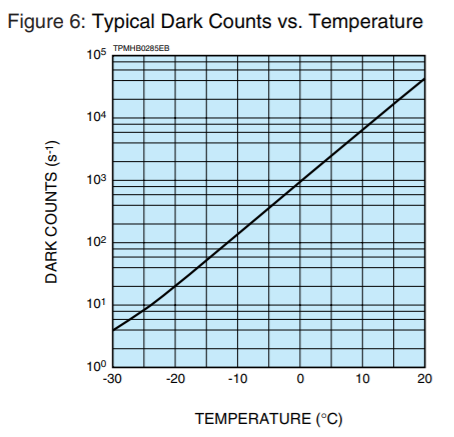 Figure 6: Typical Dark Counts vs. Temperature
TPMHB0285EB
10⁵
10⁴
10³
10²
10¹
10⁰
DARK COUNTS (s⁻¹)
-30 -20 -10 0 10 20
TEMPERATURE (°C)